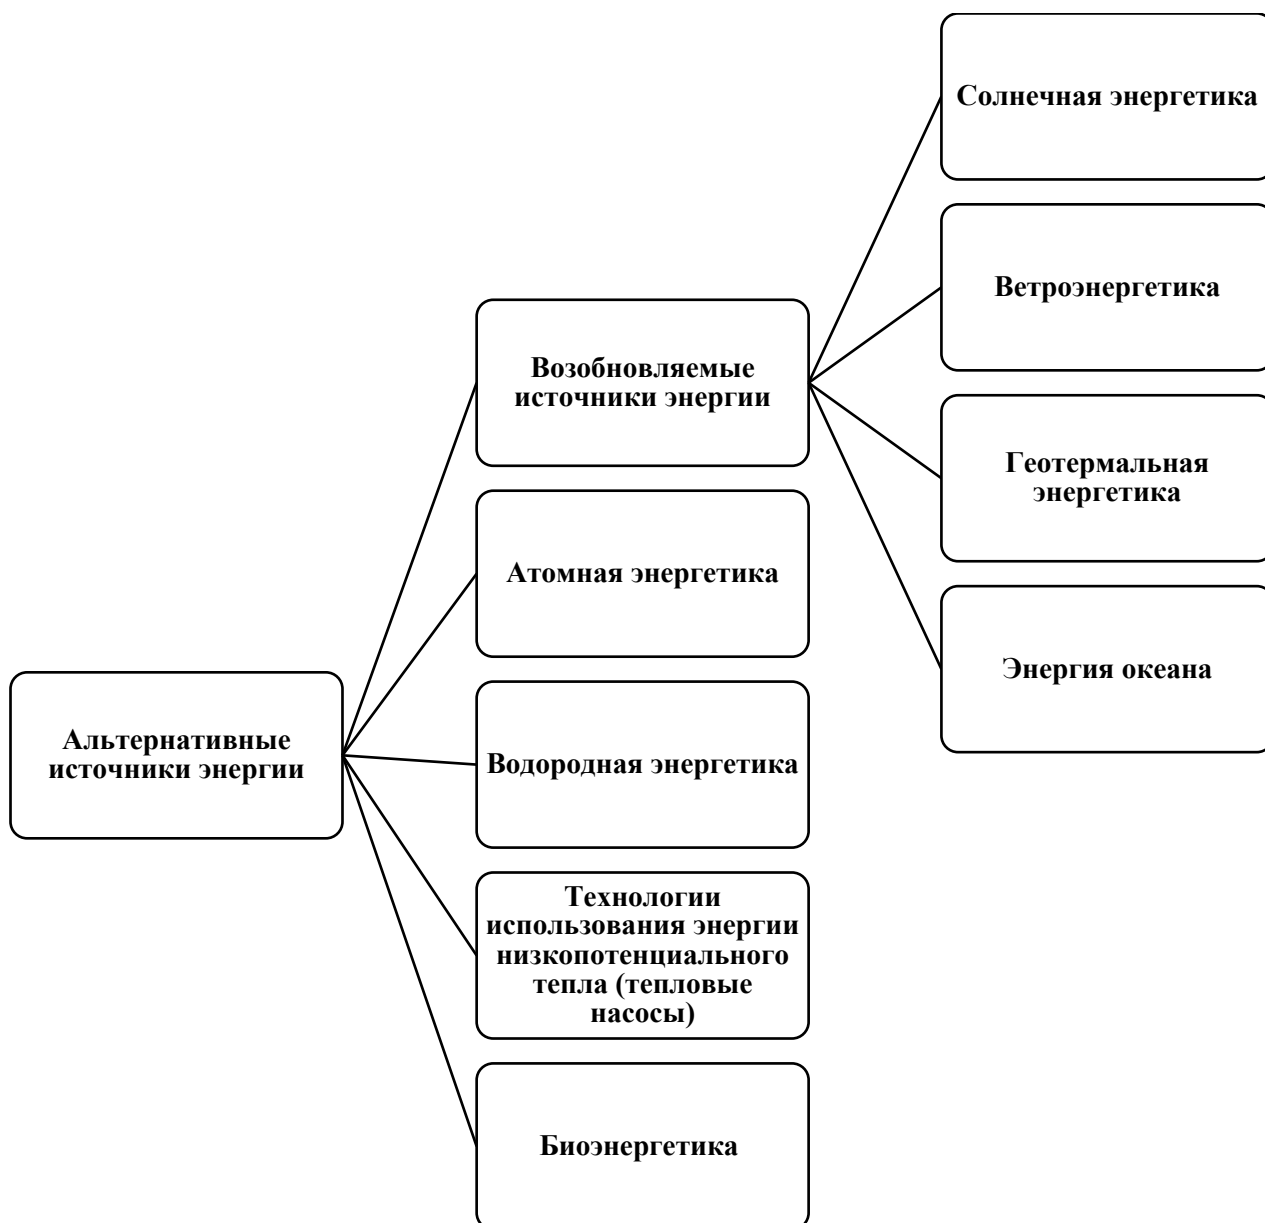 Солнечная энергетика
Ветроэнергетика
Возобновляемые
источники энергии
Геотермальная
энергетика
Атомная энергетика
Энергия океана
Альтернативные
источники энергии
Водородная энергетика
Технологии
использования энергии
низкопотенциального
тепла (тепловые
насосы)
Биоэнергетика